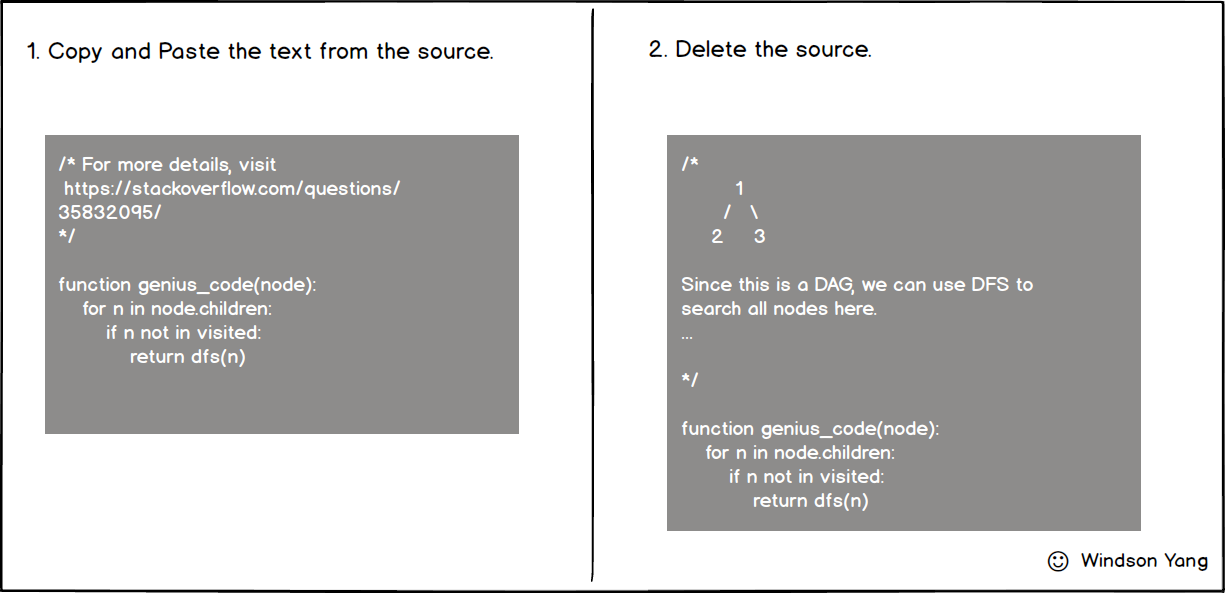 1. Copy and Paste the text from the source.
/* For more details, visit
https://stackoverflow.com/questions/
35832095/
*/
function genius_code(node):
for n in node.children:
if n not in visited:
return dfs(n)
2. Delete the source.
/*
1
/ \
2 3
Since this is a DAG, we can use DFS to
search all nodes here.
...
*/
function genius_code(node):
for n in node.children:
if n not in visited:
return dfs(n)
Windson Yang